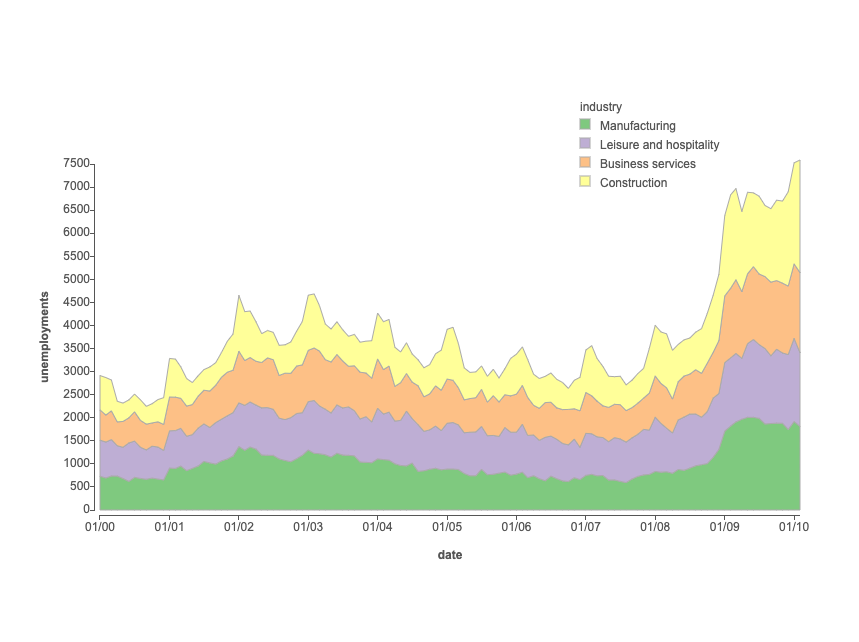 industry
Manufacturing
Leisure and hospitality
Business services
Construction
7500
7000
6500
6000
5500
5000
4500
4000
3500
3000
2500
2000
1500
1000
500
0
unemployments
01/00 01/01 01/02 01/03 01/04 01/05 01/06 01/07 01/08 01/09 01/10
date